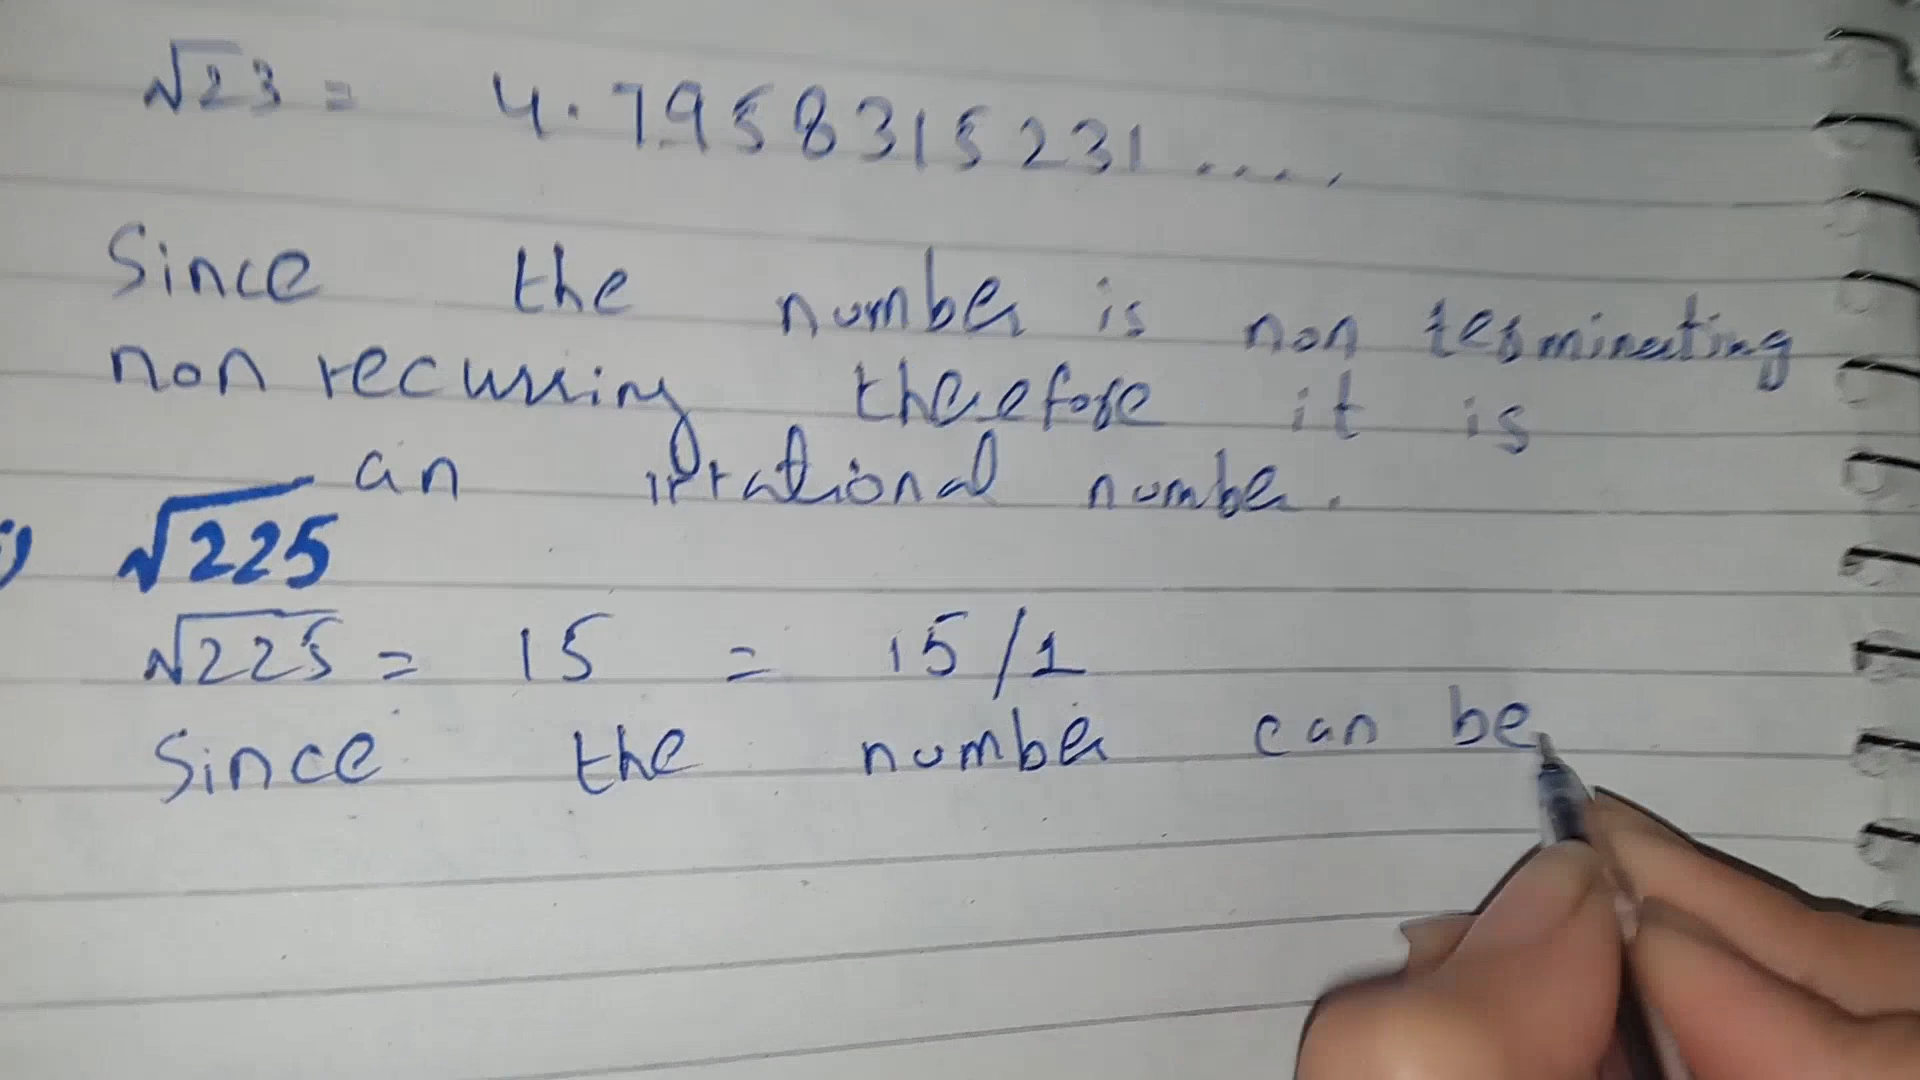 √23 = 4.7958315231....,
Since the number is non terminating
non recurring therefore it is
an irrational number.
i) √225
√225 = 15 = 15/1
Since the number can be